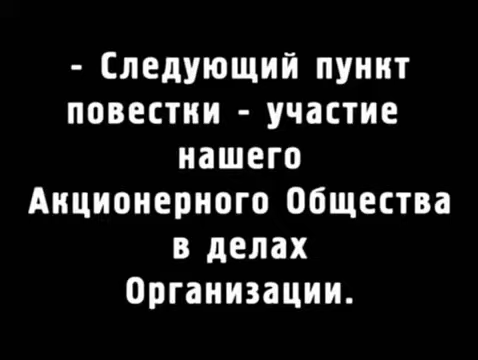 - Следующий пункт
повестки - участие
нашего
Акционерного Общества
в делах
Организации.